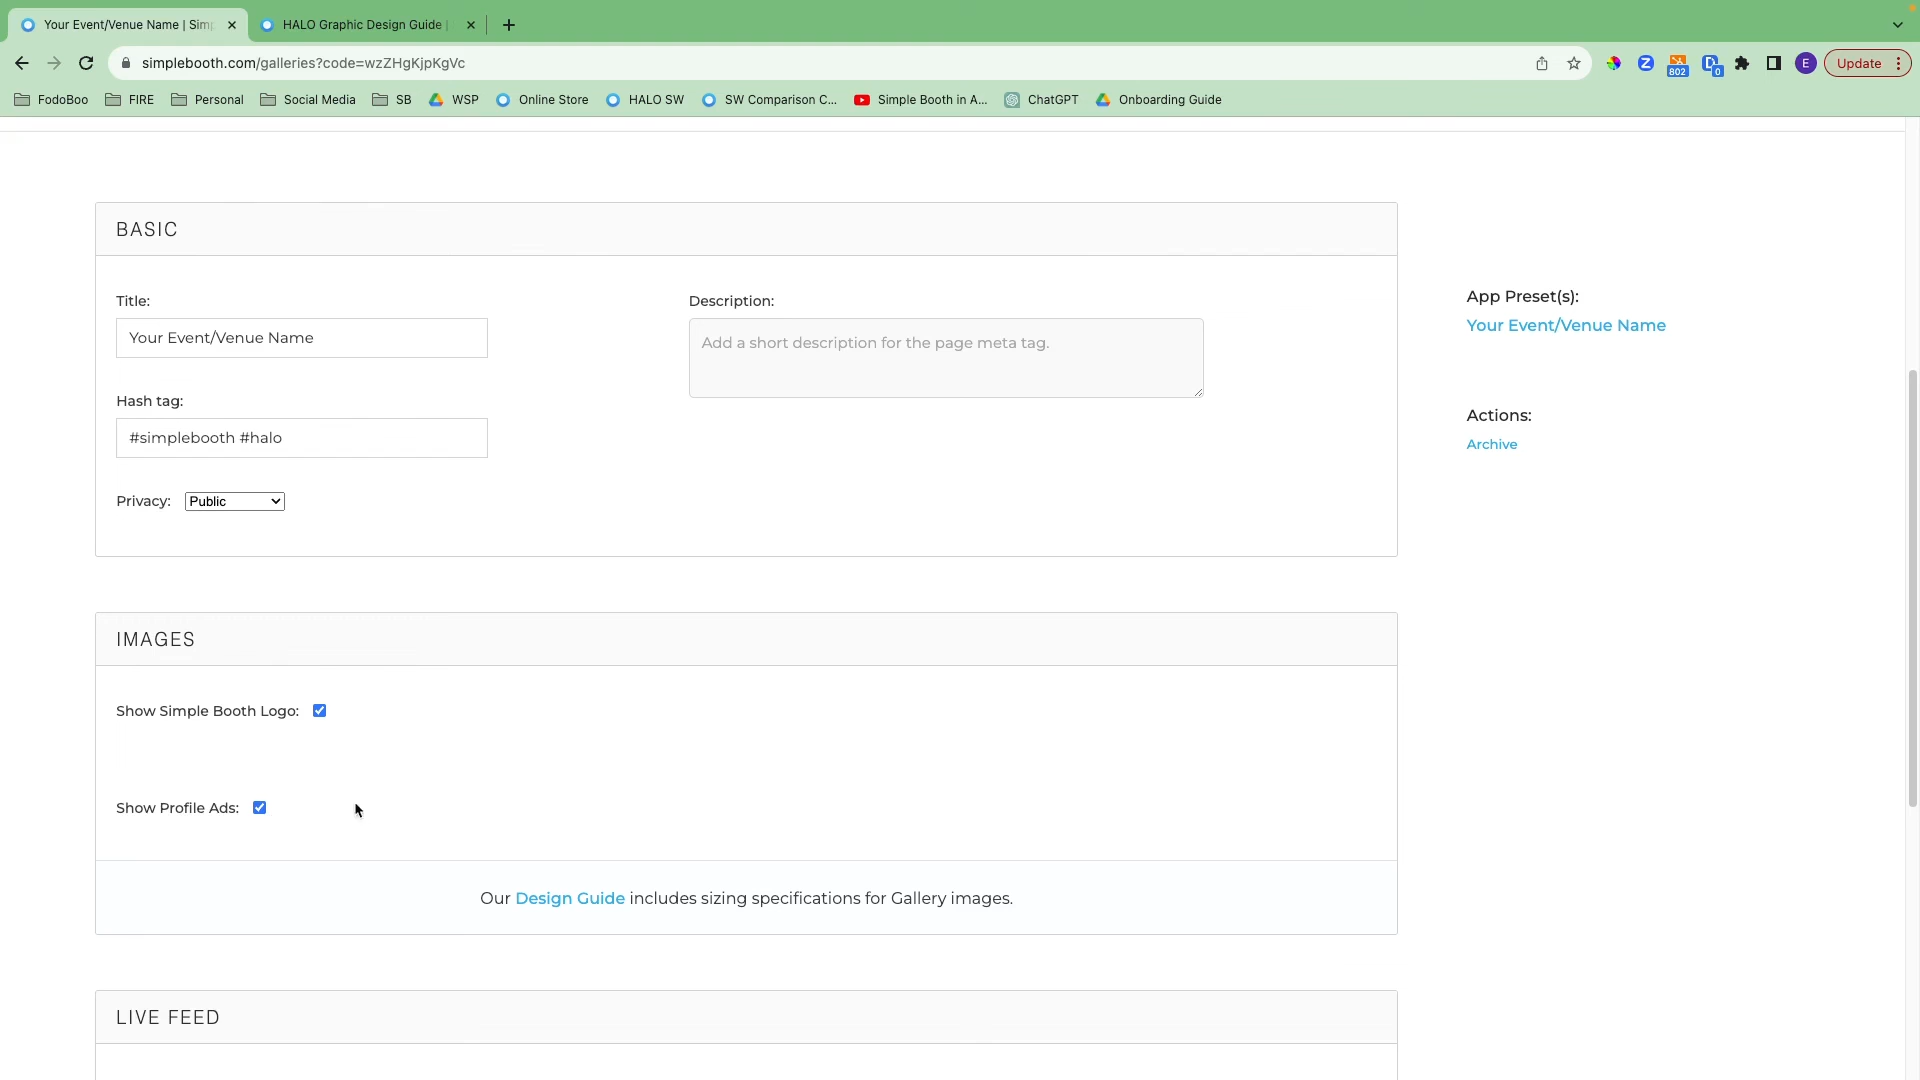 Your Event/Venue Name | Simp
HALO Graphic Design Guide |
simplebooth.com/galleries?code=wzZHgKjpKgVc
Z
802
0
E
Update
FodoBoo
FIRE
Personal
Social Media
SB
WSP
Online Store
HALO SW
SW Comparison C...
Simple Booth in A...
ChatGPT
Onboarding Guide
BASIC
Title:
Your Event/Venue Name
Description:
Add a short description for the page meta tag.
Hash tag:
#simplebooth #halo
Privacy: Public
App Preset(s):
Your Event/Venue Name
Actions:
Archive
IMAGES
Show Simple Booth Logo:
Show Profile Ads:
Our Design Guide includes sizing specifications for Gallery images.
LIVE FEED